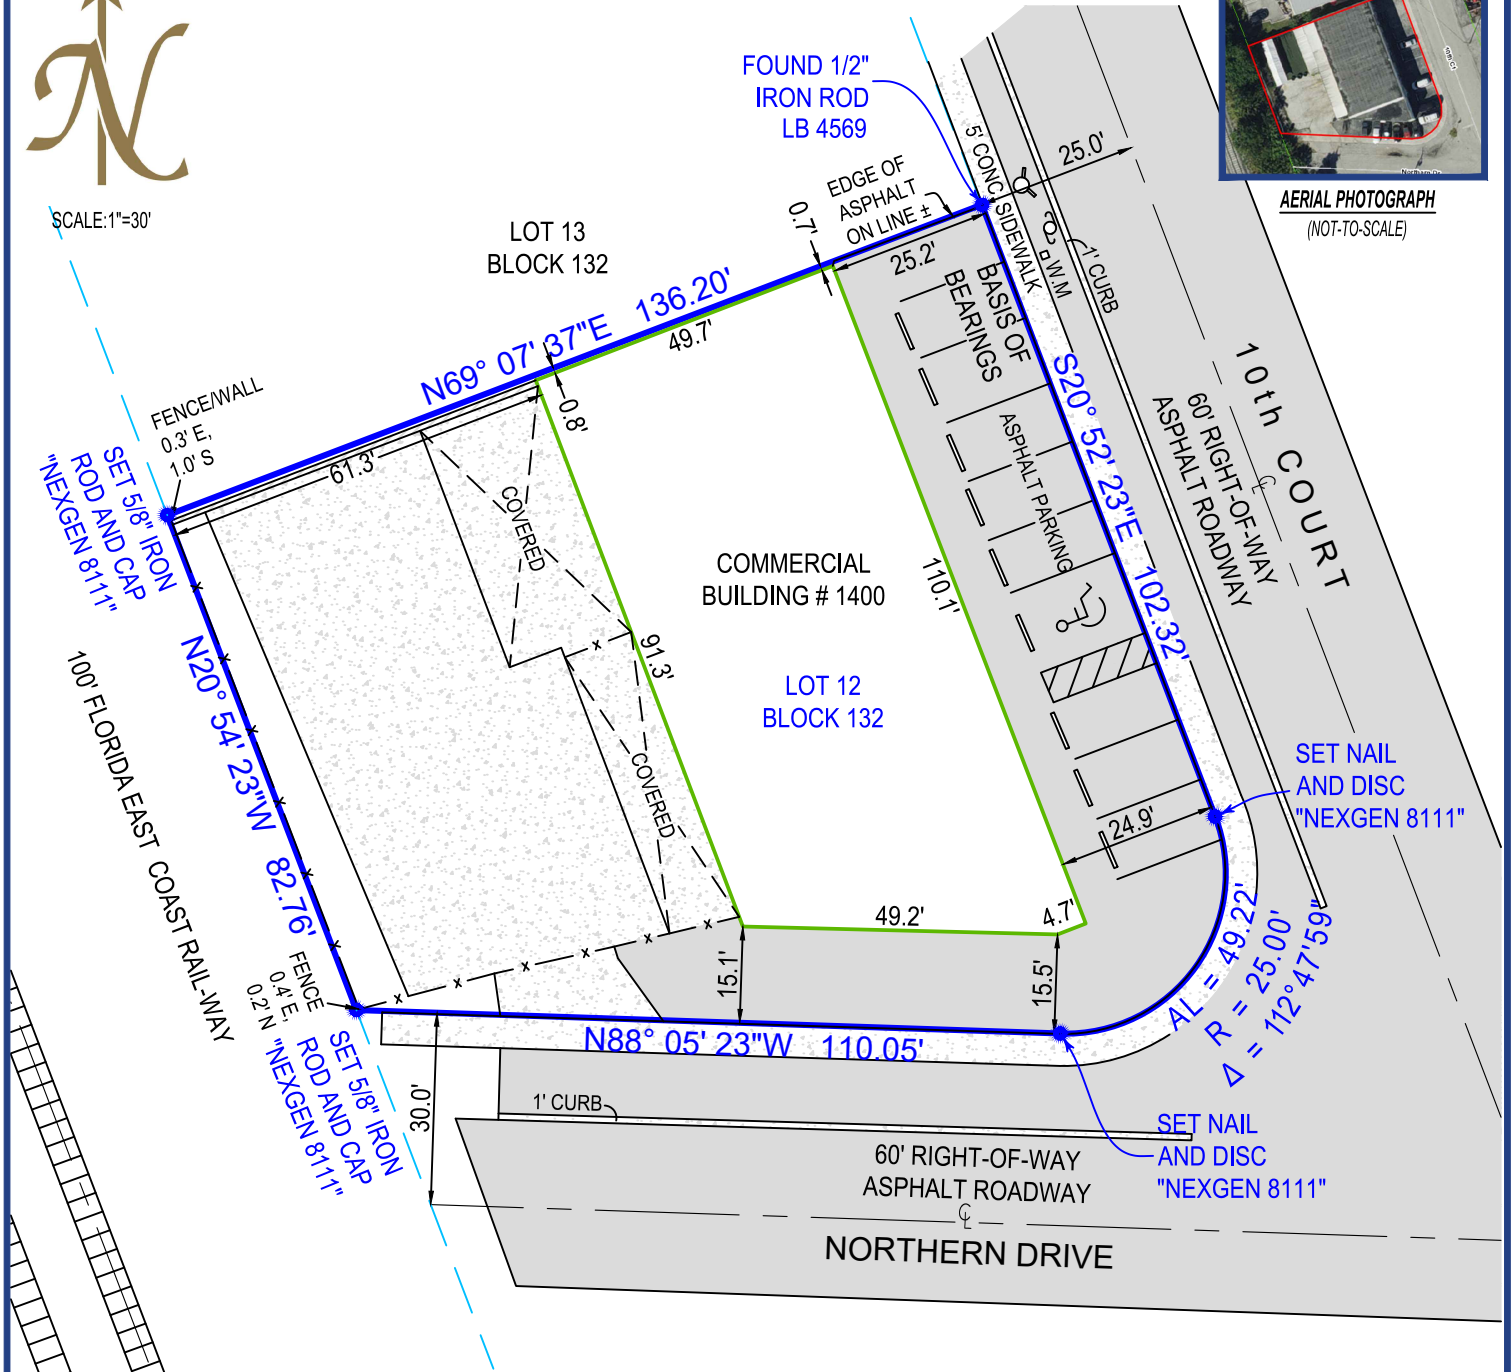 N
SCALE:1"=30'
FOUND 1/2"
IRON ROD
LB 4569
AERIAL PHOTOGRAPH
(NOT-TO-SCALE)
LOT 13
BLOCK 132
EDGE OF
ASPHALT
ON LINE ±
0.7'
25.2'
25.0'
5' CONC. SIDEWALK
W.M
1' CURB
BASIS OF
BEARINGS
N69° 07' 37"E 136.20'
49.7'
0.8'
61.3'
FENCE/WALL
0.3' E,
1.0' S
SET 5/8" IRON
ROD AND CAP
"NEXGEN 8111"
COVERED
COMMERCIAL
BUILDING # 1400
LOT 12
BLOCK 132
91.3'
110.1'
ASPHALT PARKING
S20° 52' 23"E 102.32'
10th COURT
60' RIGHT-OF-WAY
ASPHALT ROADWAY
N20° 54' 23"W 82.76'
100' FLORIDA EAST COAST RAIL-WAY
COVERED
SET NAIL
AND DISC
"NEXGEN 8111"
24.9'
49.2'
4.7'
15.1'
15.5'
AL = 49.22'
R = 25.00'
Δ = 112°47'59"
FENCE
0.4' E,
0.2' N
SET 5/8" IRON
ROD AND CAP
"NEXGEN 8111"
N88° 05' 23"W 110.05'
30.0'
1' CURB
60' RIGHT-OF-WAY
ASPHALT ROADWAY
SET NAIL
AND DISC
"NEXGEN 8111"
NORTHERN DRIVE